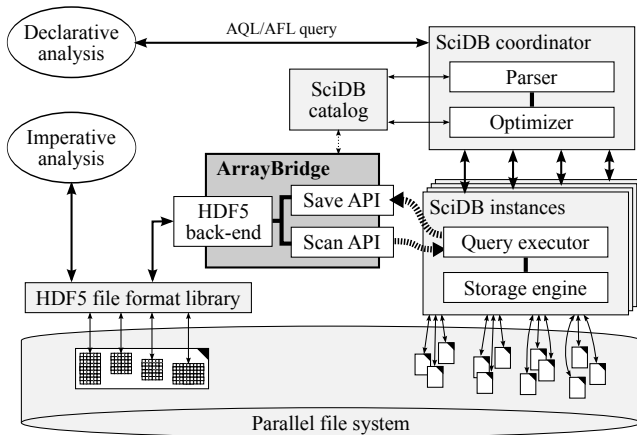 Declarative
analysis
AQL/AFL query
SciDB coordinator
Parser
Optimizer
SciDB
catalog
Imperative
analysis
ArrayBridge
HDF5
back-end
Save API
Scan API
SciDB instances
Query executor
Storage engine
HDF5 file format library
Parallel file system